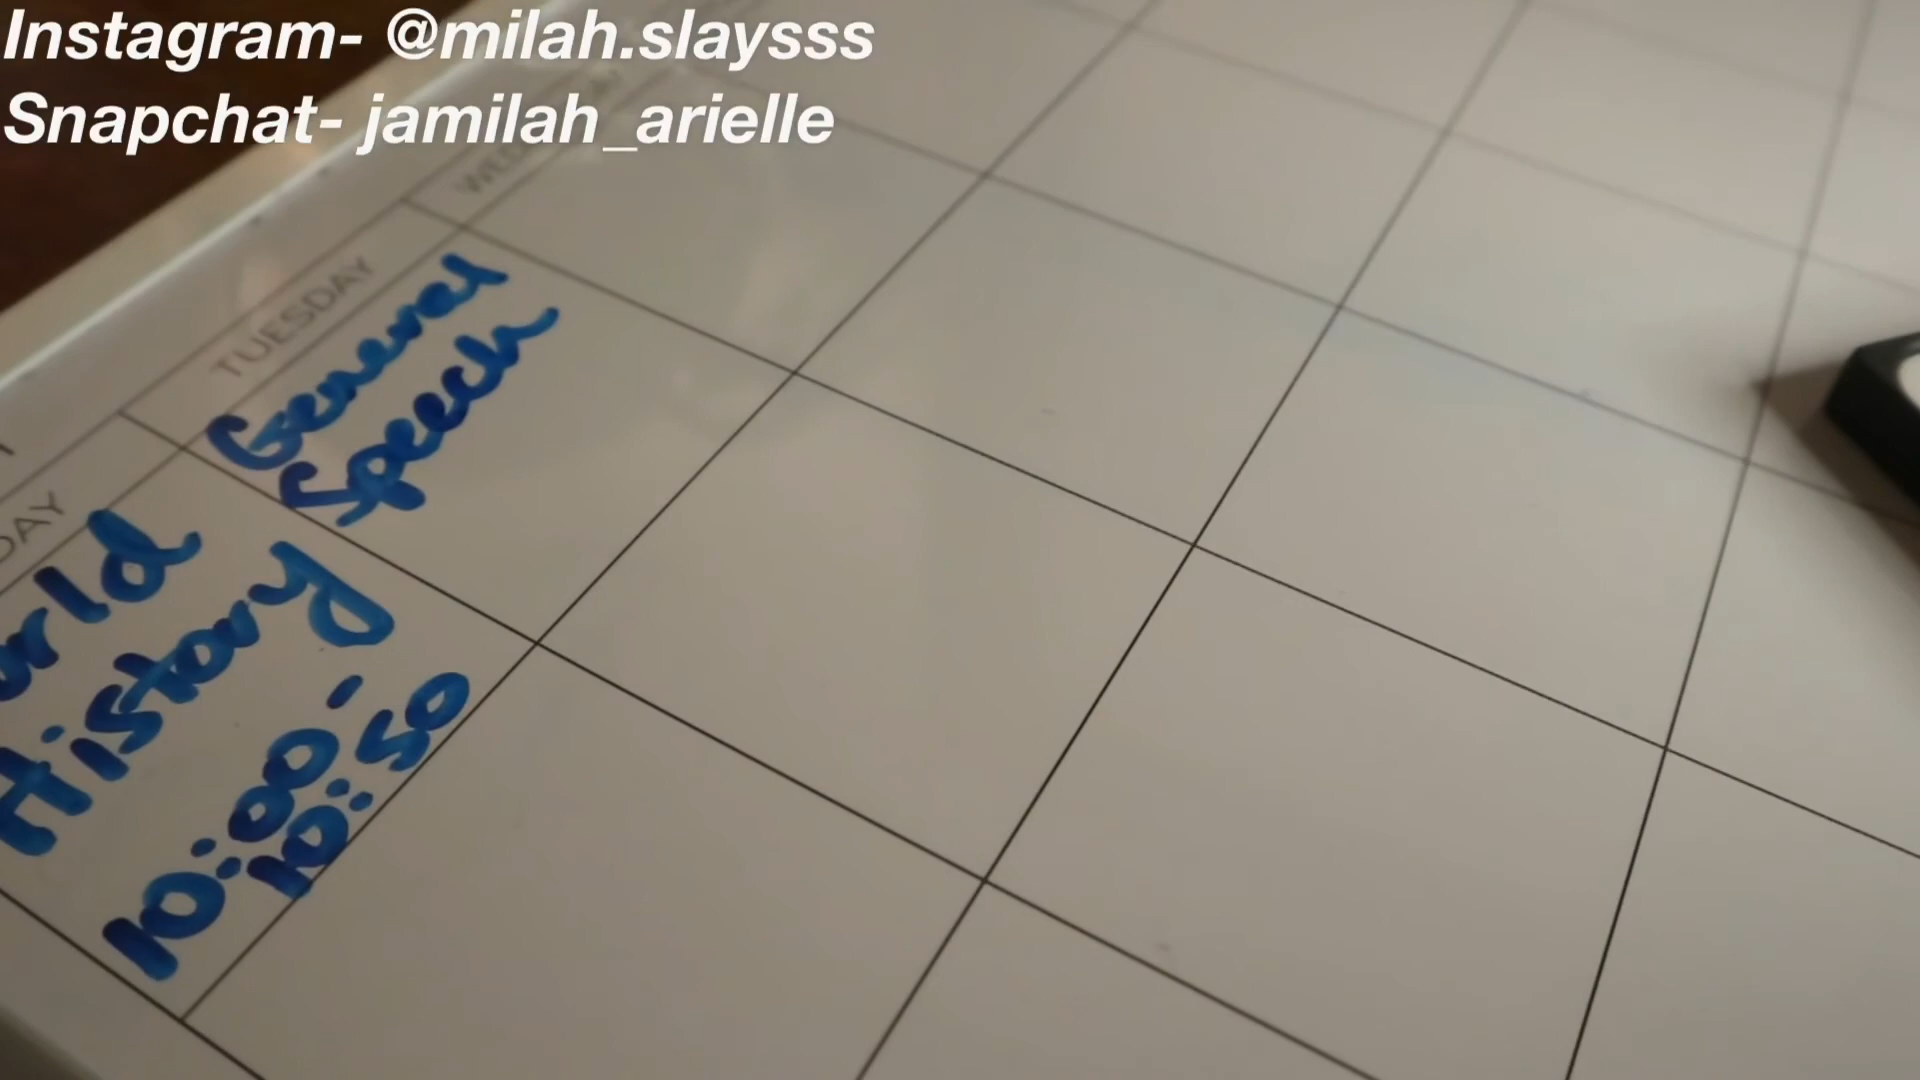 Instagram- @milah.slaysss
Snapchat- jamilah_arielle
TUESDAY
General
Speech
History
10:00-
10:50